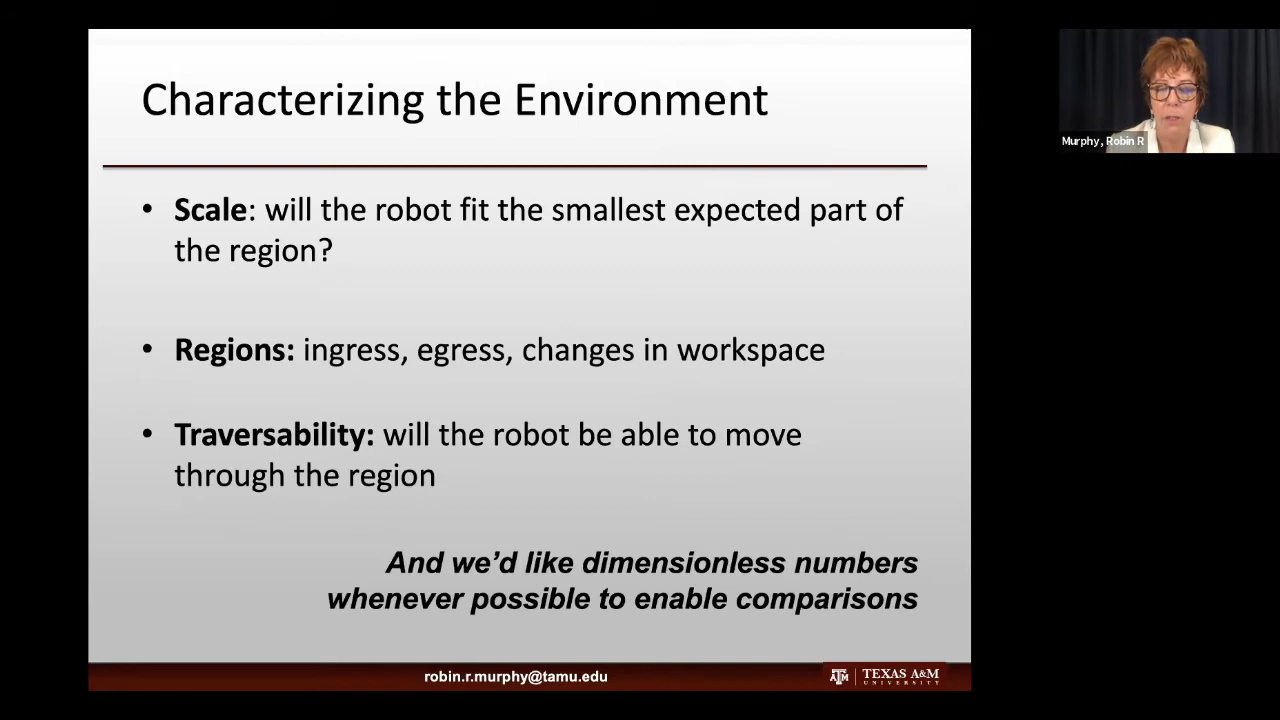 Characterizing the Environment
• Scale: will the robot fit the smallest expected part of
the region?
• Regions: ingress, egress, changes in workspace
• Traversability: will the robot be able to move
through the region
And we'd like dimensionless numbers
whenever possible to enable comparisons
robin.r.murphy@tamu.edu
ATM
TEXAS A&M
UNIVERSITY
Murphy, Robin R